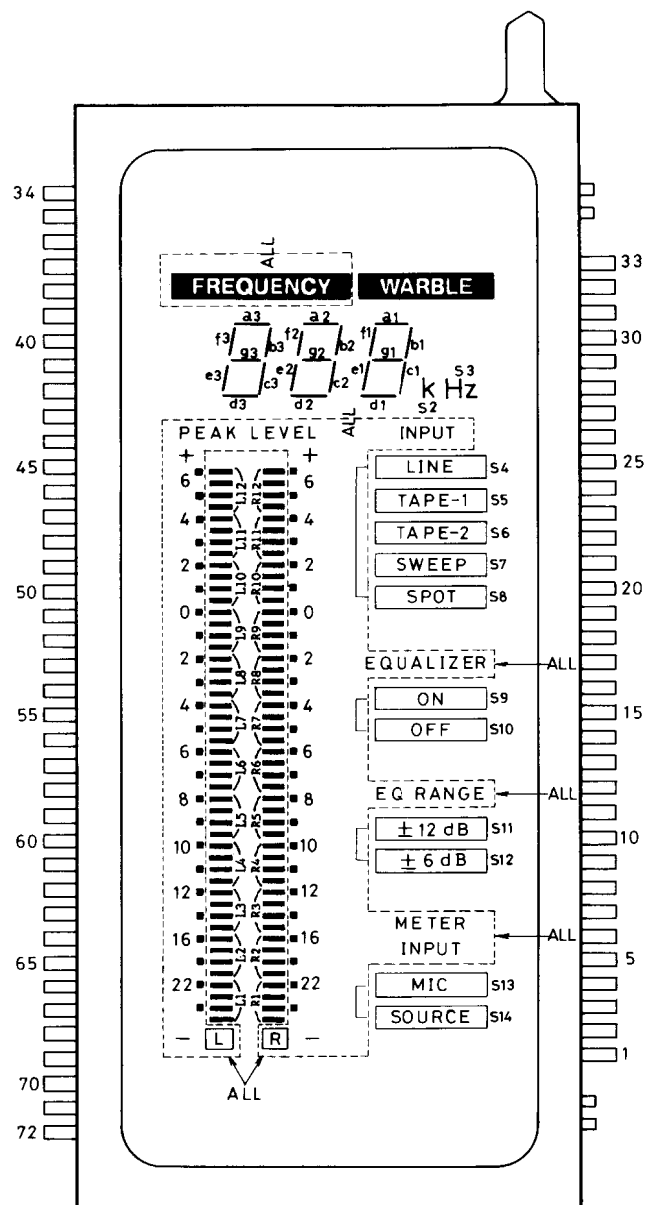 34
ALL
FREQUENCY WARBLE
33
a3 a2 a1
f3 b3 f2 b2 f1 b1
g3 g2 g1
e3 c3 e2 c2 e1 c1
d3 d2 d1
k Hz
S2 S3
40
30
ALL
PEAK LEVEL INPUT
+ +
45 6 L12 R12 6 LINE S4 25
4 L11 R11 4 TAPE-1 S5
TAPE-2 S6
2 L10 R10 2 SWEEP S7
50 0 L9 R9 0 SPOT S8 20
2 L8 R8 2 EQUALIZER ALL
55 4 L7 R7 4 ON S9 15
OFF S10
6 L6 R6 6
8 L5 R5 8 EQ RANGE ALL
60 10 L4 R4 10 ± 12 dB S11 10
± 6 dB S12
12 L3 R3 12
16 L2 R2 16 METER
INPUT ALL
65 22 L1 R1 22 MIC S13 5
SOURCE S14
– L R –
1
70 ALL
72